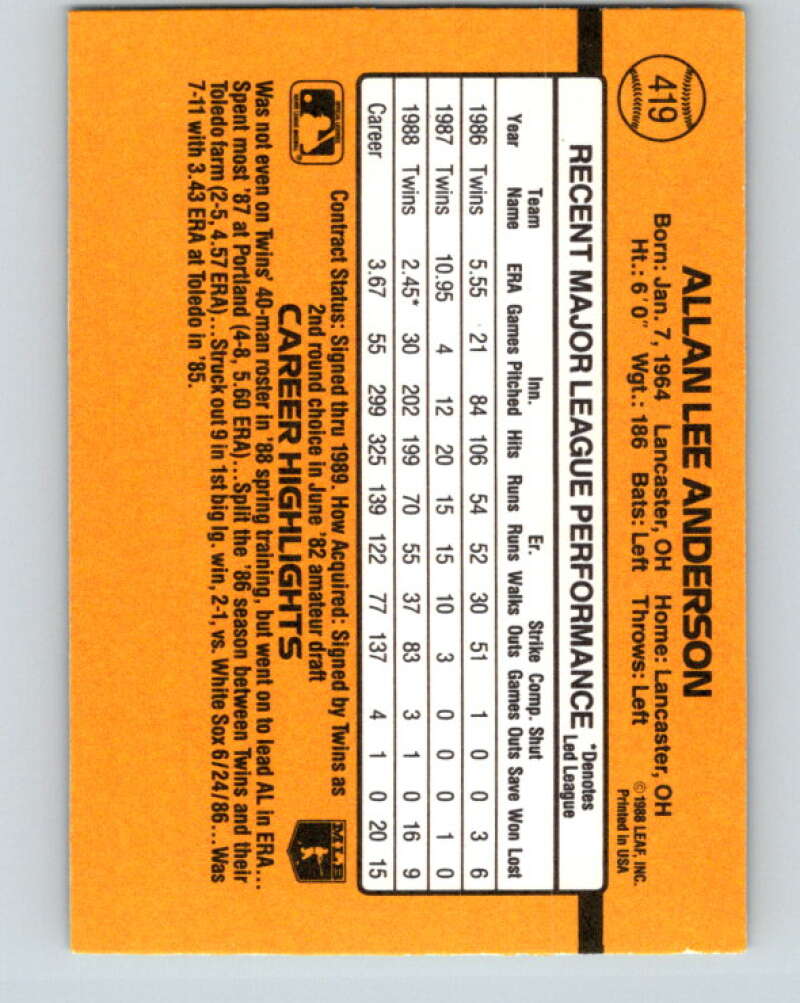 419
ALLAN LEE ANDERSON
Born: Jan. 7, 1964 Lancaster, OH Home: Lancaster, OH
Ht.: 6'0" Wgt.: 186 Bats: Left Throws: Left
© 1988 LEAF, INC.
Printed in USA
RECENT MAJOR LEAGUE PERFORMANCE *Denotes
Led League
Team Inn. Er. Strike Comp. Shut
Year Name ERA Games Pitched Hits Runs Runs Walks Outs Games Outs Save Won Lost
1986 Twins 5.55 21 84 106 54 52 30 51 1 0 0 3 6
1987 Twins 10.95 4 12 20 15 15 10 3 0 0 0 1 0
1988 Twins 2.45* 30 202 199 70 55 37 83 3 1 0 16 9
Career 3.67 55 299 325 139 122 77 137 4 1 0 20 15
Contract Status: Signed thru 1989. How Acquired: Signed by Twins as
2nd round choice in June '82 amateur draft
MLB
CAREER HIGHLIGHTS
Was not even on Twins' 40-man roster in '88 spring training, but went on to lead AL in ERA...
Spent most '87 at Portland (4-8, 5.60 ERA)...Split the '86 season between Twins and their
Toledo farm (2-5, 4.57 ERA)...Struck out 9 in 1st big lg. win, 2-1, vs. White Sox 6/24/86...Was
7-11 with 3.43 ERA at Toledo in '85.